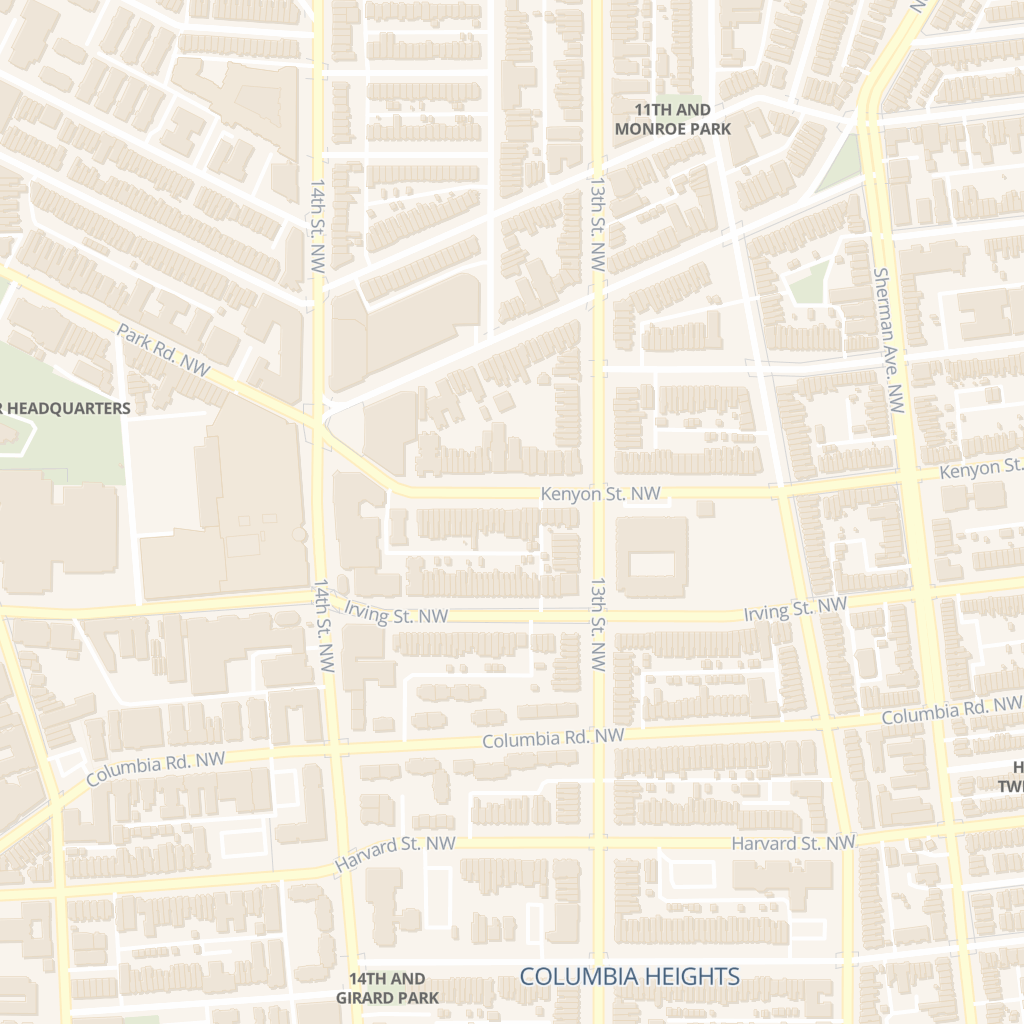 N
11TH AND
MONROE PARK
14th St. NW
13th St. NW
Sherman Ave. NW
Park Rd. NW
R HEADQUARTERS
Kenyon St.
Kenyon St. NW
14th St. NW
13th St. NW
Irving St. NW
Irving St. NW
Columbia Rd. NW
Columbia Rd. NW
Columbia Rd. NW
H
TWI
Harvard St. NW
Harvard St. NW
14TH AND
GIRARD PARK
COLUMBIA HEIGHTS